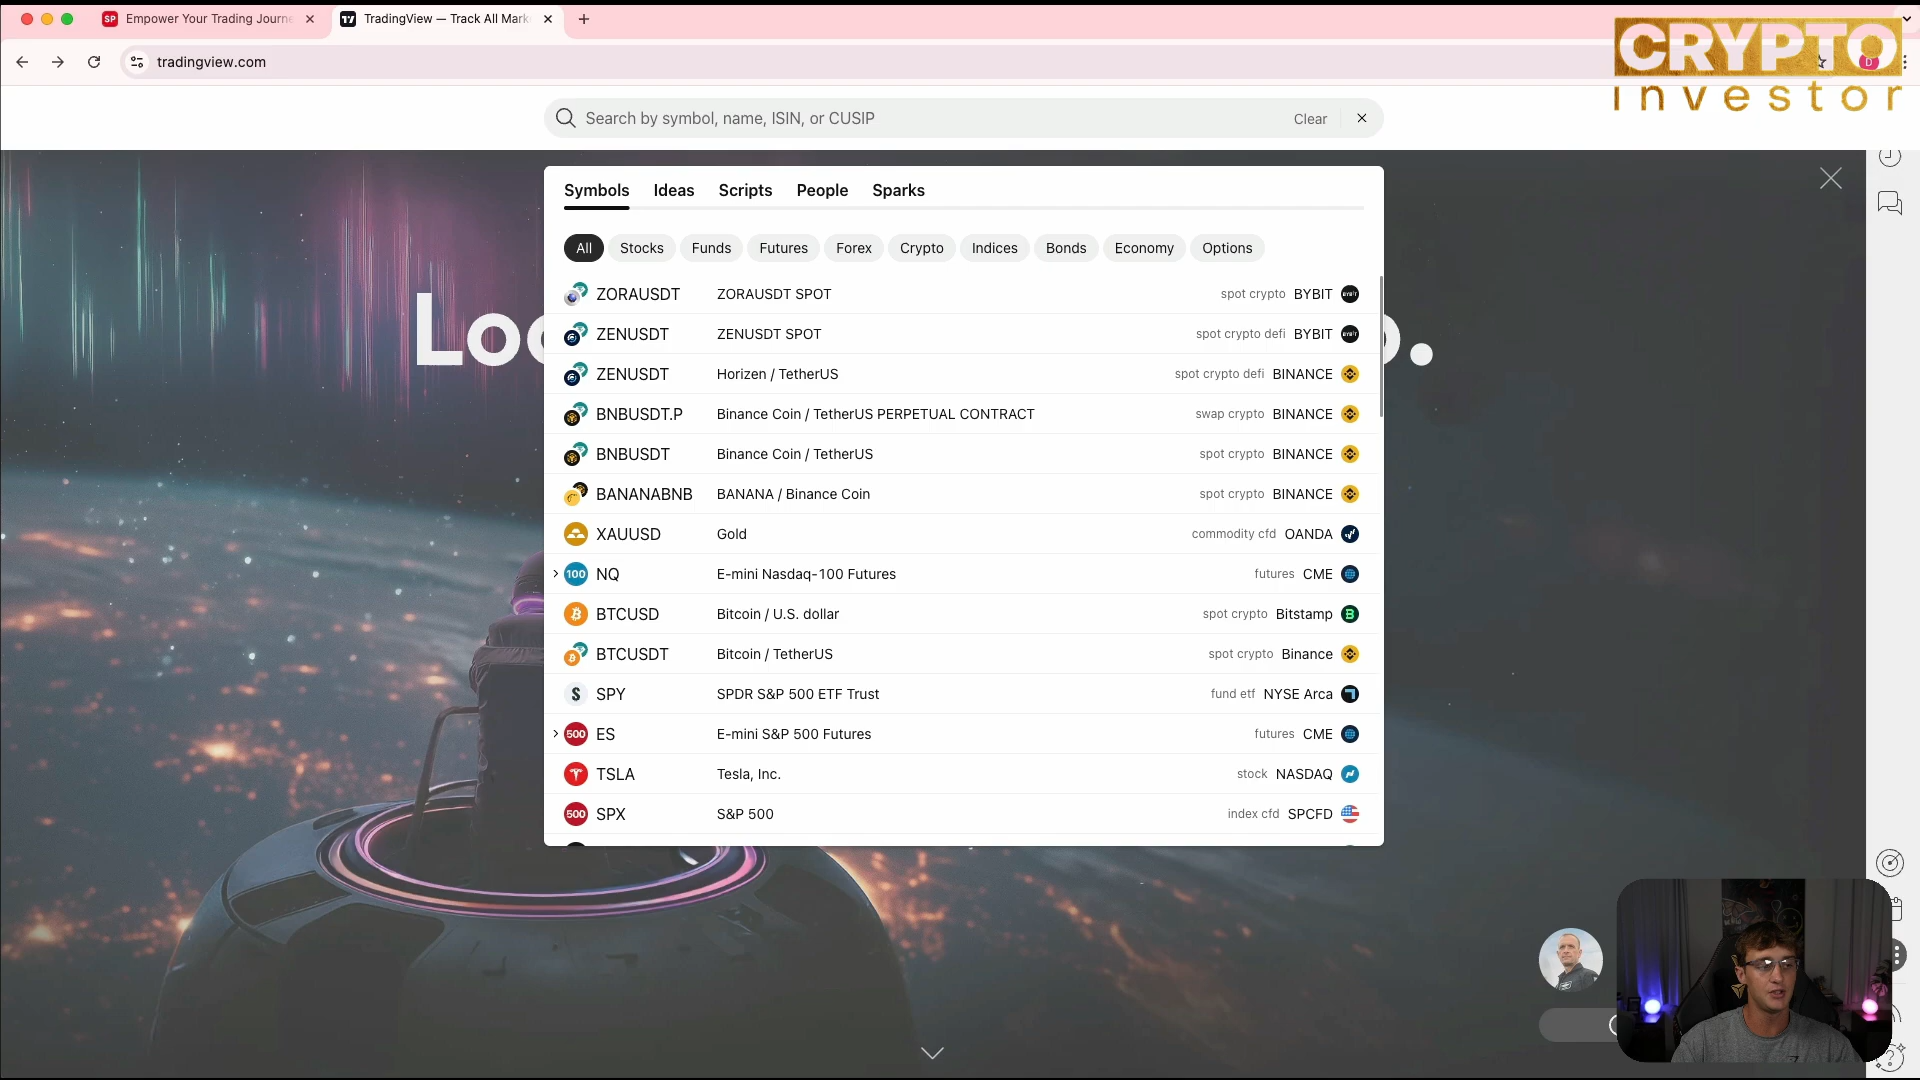 SP Empower Your Trading Journe
TradingView — Track All Mark
tradingview.com
CRYPTO
investor
Search by symbol, name, ISIN, or CUSIP
Clear
Symbols Ideas Scripts People Sparks
All Stocks Funds Futures Forex Crypto Indices Bonds Economy Options
ZORAUSDT ZORAUSDT SPOT spot crypto BYBIT
ZENUSDT ZENUSDT SPOT spot crypto defi BYBIT
ZENUSDT Horizen / TetherUS spot crypto defi BINANCE
BNBUSDT.P Binance Coin / TetherUS PERPETUAL CONTRACT swap crypto BINANCE
BNBUSDT Binance Coin / TetherUS spot crypto BINANCE
BANANABNB BANANA / Binance Coin spot crypto BINANCE
XAUUSD Gold commodity cfd OANDA
100 NQ E-mini Nasdaq-100 Futures futures CME
BTCUSD Bitcoin / U.S. dollar spot crypto Bitstamp
BTCUSDT Bitcoin / TetherUS spot crypto Binance
SPY SPDR S&P 500 ETF Trust fund etf NYSE Arca
500 ES E-mini S&P 500 Futures futures CME
TSLA Tesla, Inc. stock NASDAQ
500 SPX S&P 500 index cfd SPCFD